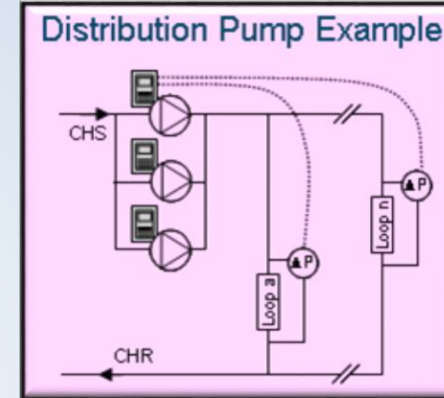 Distribution Pump Example
CHS
ΔP
Loop n
ΔP
Loop a
CHR